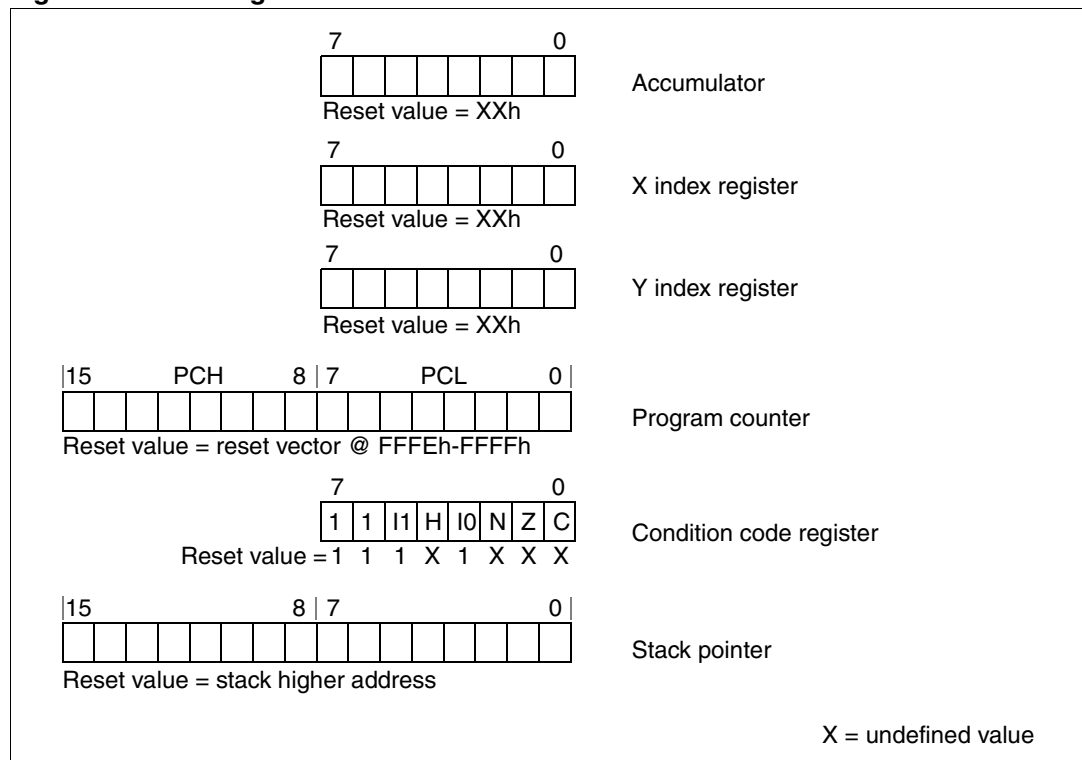 7 0
Accumulator
Reset value = XXh
7 0
X index register
Reset value = XXh
7 0
Y index register
Reset value = XXh
|15 PCH 8 | 7 PCL 0 |
Program counter
Reset value = reset vector @ FFFEh-FFFFh
7 0
1 1 I1 H I0 N Z C
Condition code register
Reset value = 1 1 1 X 1 X X X
|15 8 | 7 0 |
Stack pointer
Reset value = stack higher address
X = undefined value